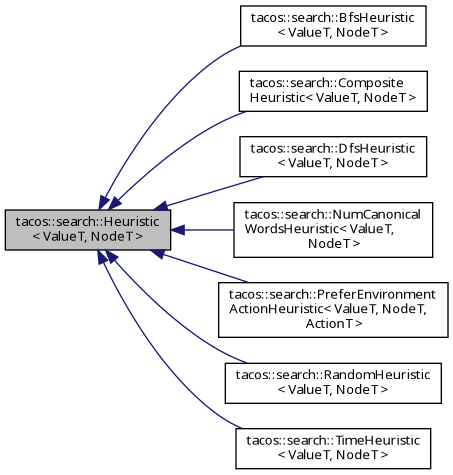 tacos::search::BfsHeuristic
< ValueT, NodeT >
tacos::search::Composite
Heuristic< ValueT, NodeT >
tacos::search::DfsHeuristic
< ValueT, NodeT >
tacos::search::Heuristic
< ValueT, NodeT >
tacos::search::NumCanonical
WordsHeuristic< ValueT,
NodeT >
tacos::search::PreferEnvironment
ActionHeuristic< ValueT, NodeT,
ActionT >
tacos::search::RandomHeuristic
< ValueT, NodeT >
tacos::search::TimeHeuristic
< ValueT, NodeT >